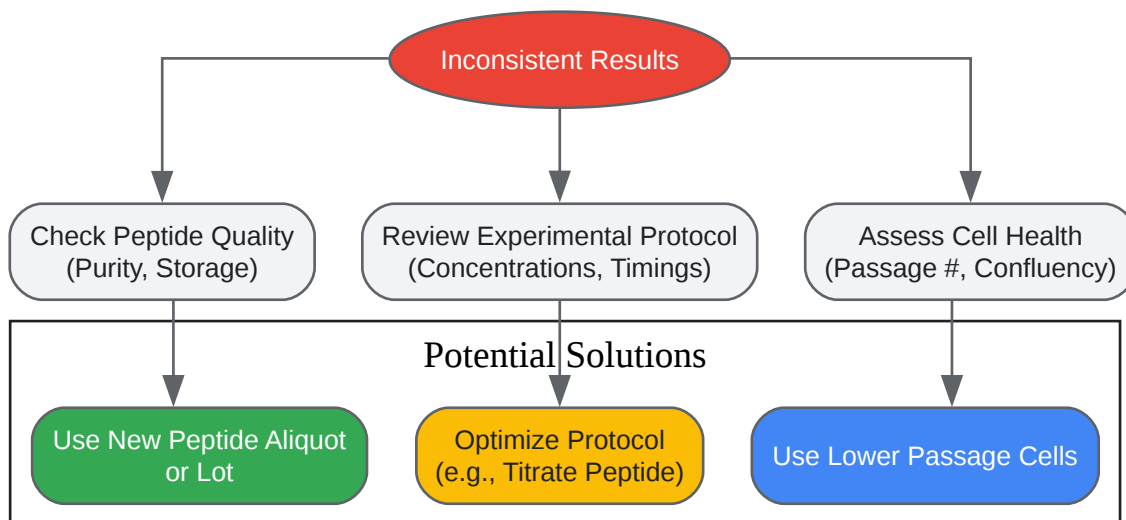 Inconsistent Results
Check Peptide Quality
(Purity, Storage)
Review Experimental Protocol
(Concentrations, Timings)
Assess Cell Health
(Passage #, Confluency)
Potential Solutions
Use New Peptide Aliquot
or Lot
Optimize Protocol
(e.g., Titrate Peptide)
Use Lower Passage Cells